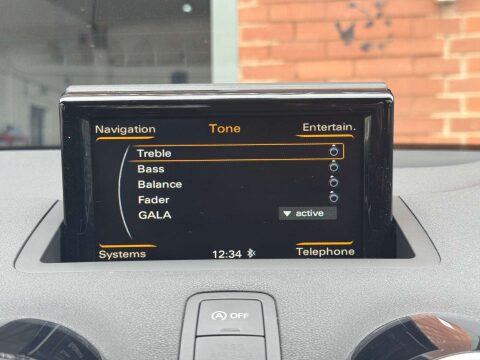 Navigation Tone Entertain.
Treble
Bass
Balance
Fader
GALA ▼ active
Systems 12:34 Telephone
(A) OFF